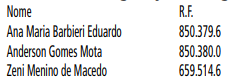 Nome R.F.
Ana Maria Barbieri Eduardo 850.379.6
Anderson Gomes Mota 850.380.0
Zeni Menino de Macedo 659.514.6